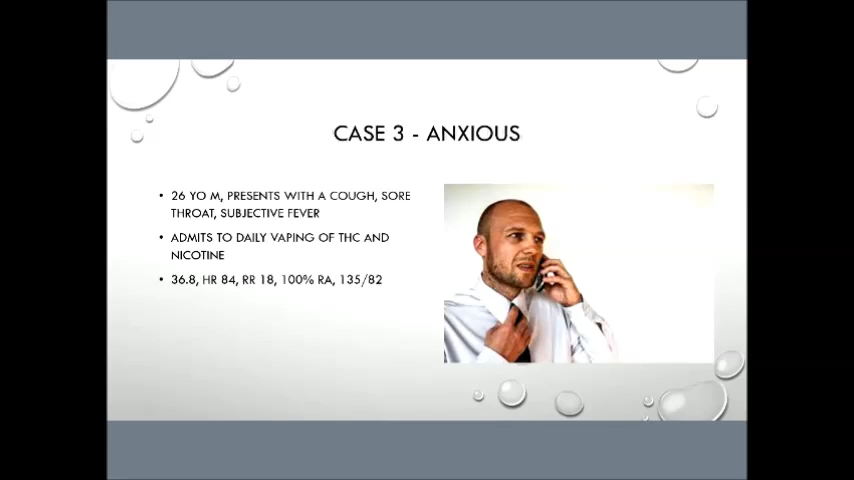 CASE 3 - ANXIOUS
• 26 YO M, PRESENTS WITH A COUGH, SORE
THROAT, SUBJECTIVE FEVER
• ADMITS TO DAILY VAPING OF THC AND
NICOTINE
• 36.8, HR 84, RR 18, 100% RA, 135/82